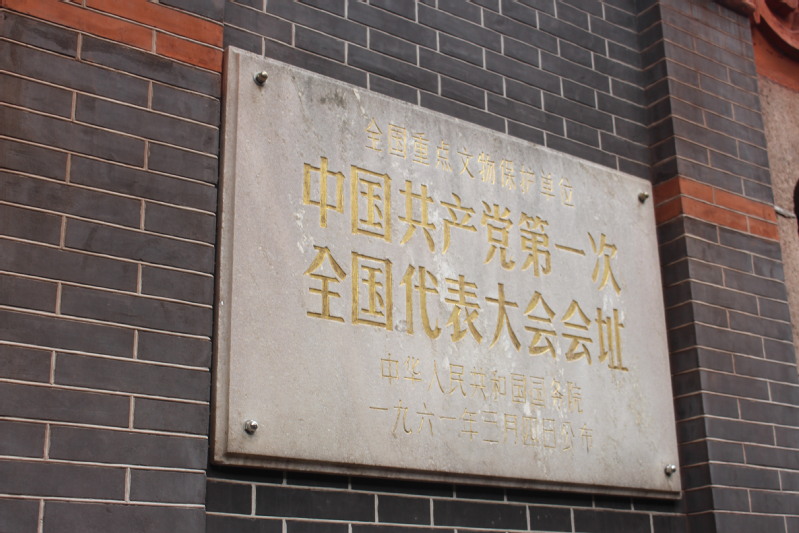 全国重点文物保护单位
中国共产党第一次
全国代表大会会址
中华人民共和国国务院
一九六一年三月四日公布